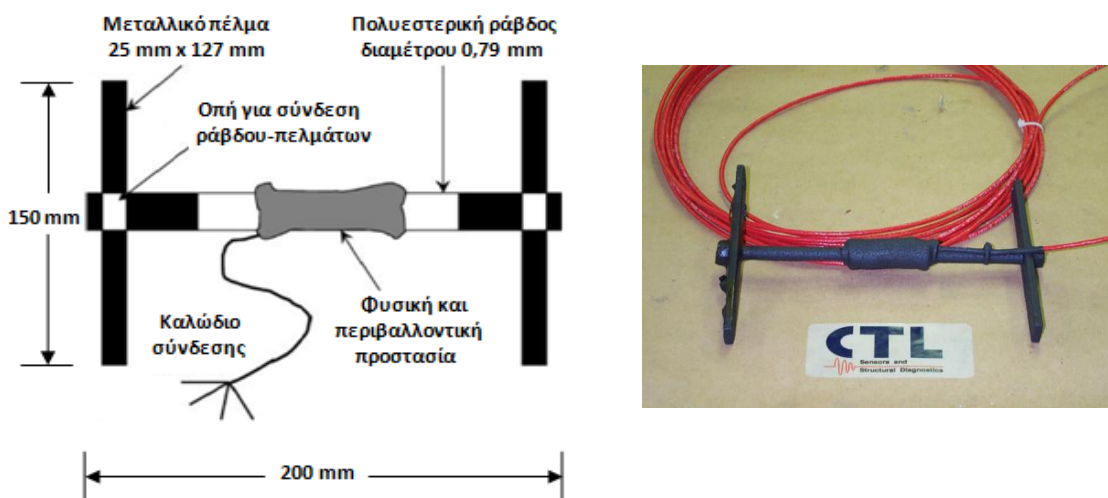 Μεταλλικό πέλμα
25 mm x 127 mm
Πολυεστερική ράβδος
διαμέτρου 0,79 mm
Οπή για σύνδεση
ράβδου-πελμάτων
150 mm
Καλώδιο
σύνδεσης
Φυσική και
περιβαλλοντική
προστασία
200 mm
CTL
Sensors and
Structural Diagnostics